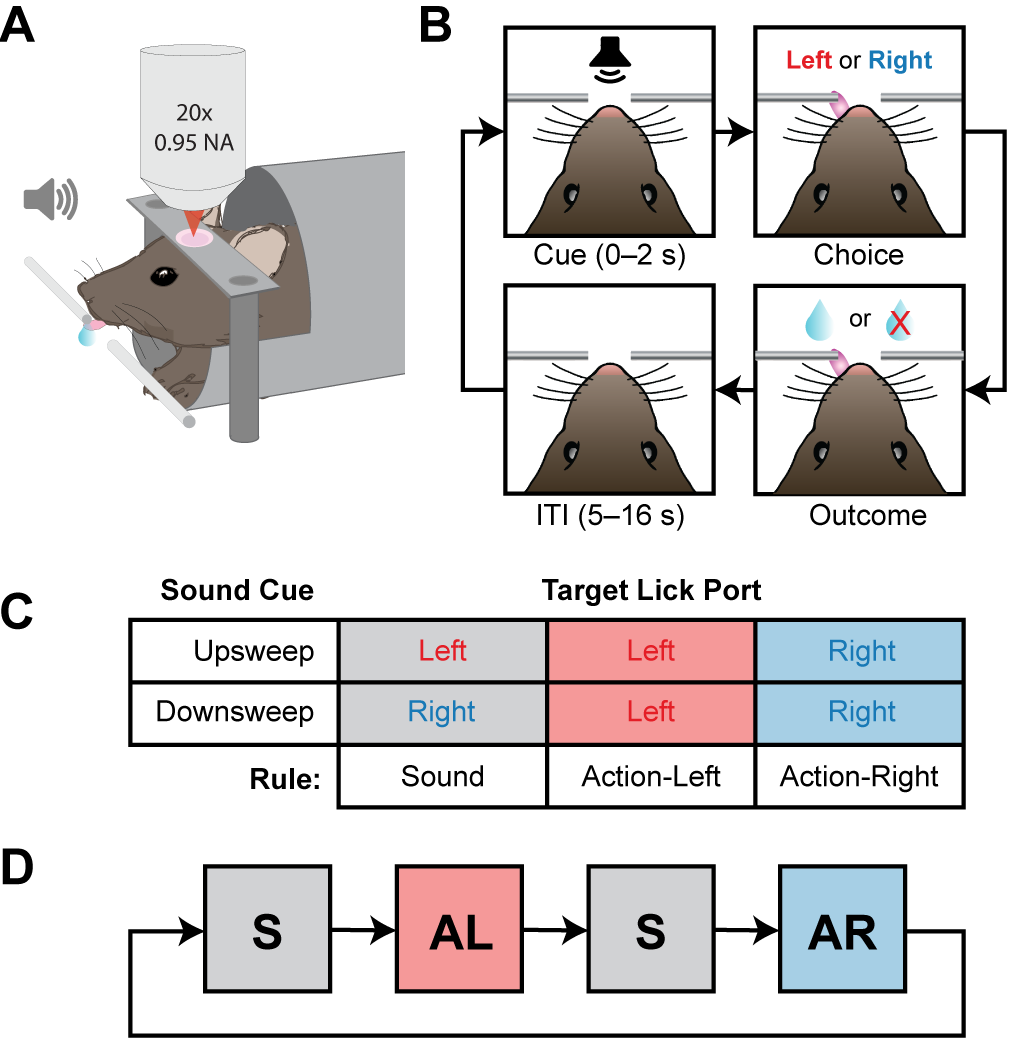 A
20x
0.95 NA
B
Left or Right
Cue (0–2 s)
Choice
or X
ITI (5–16 s)
Outcome
C
Sound Cue
Target Lick Port
Upsweep
Left
Left
Right
Downsweep
Right
Left
Right
Rule:
Sound
Action-Left
Action-Right
D
S
AL
S
AR